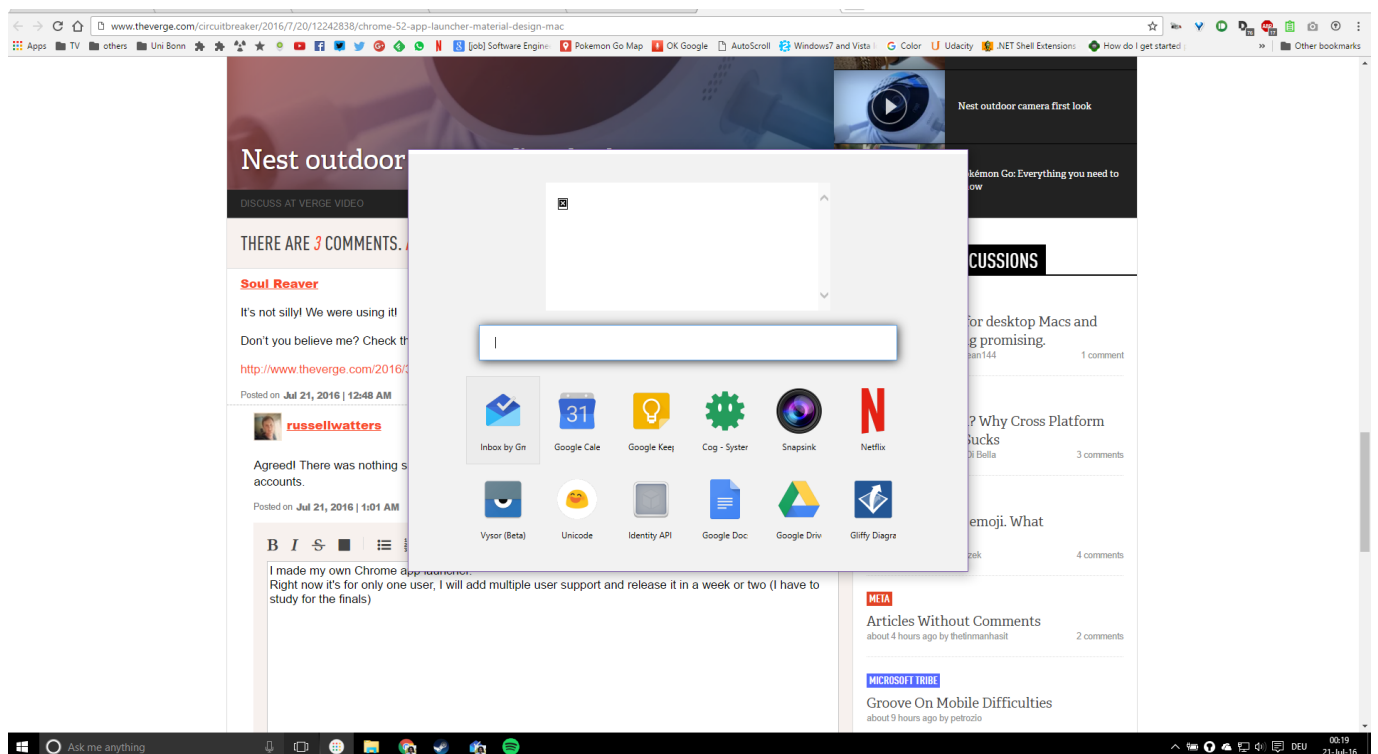 www.theverge.com/circuitbreaker/2016/7/20/12242838/chrome-52-app-launcher-material-design-mac
Apps TV others Uni Bonn [job] Software Engine Pokemon Go Map OK Google AutoScroll Windows7 and Vista G Color Udacity .NET Shell Extensions How do I get started » Other bookmarks
Nest outdoor camera first look
Nest outdoor
Pokémon Go: Everything you need to
DISCUSS AT VERGE VIDEO
THERE ARE 3 COMMENTS.
CUSSIONS
Soul Reaver
It's not silly! We were using it!
Don't you believe me? Check th
http://www.theverge.com/2016/
Posted on Jul 21, 2016 | 12:48 AM
russellwatters
Agreed! There was nothing s
accounts.
Posted on Jul 21, 2016 | 1:01 AM
B I S
I made my own Chrome app launcher.
Right now it's for only one user, I will add multiple user support and release it in a week or two (I have to
study for the finals)
31
N
Inbox by Gm Google Cale Google Keep Cog - Syster Snapsink Netflix
Vysor (Beta) Unicode Identity API Google Doc Google Driv Gliffy Diagra
for desktop Macs and
g promising.
ean144 1 comment
? Why Cross Platform
Sucks
Di Bella 3 comments
emoji. What
zek 4 comments
META
Articles Without Comments
about 4 hours ago by thetinmanhasit 2 comments
MICROSOFT TRIBE
Groove On Mobile Difficulties
about 9 hours ago by petrozio
Ask me anything
DEU 00:19
21-Jul-16